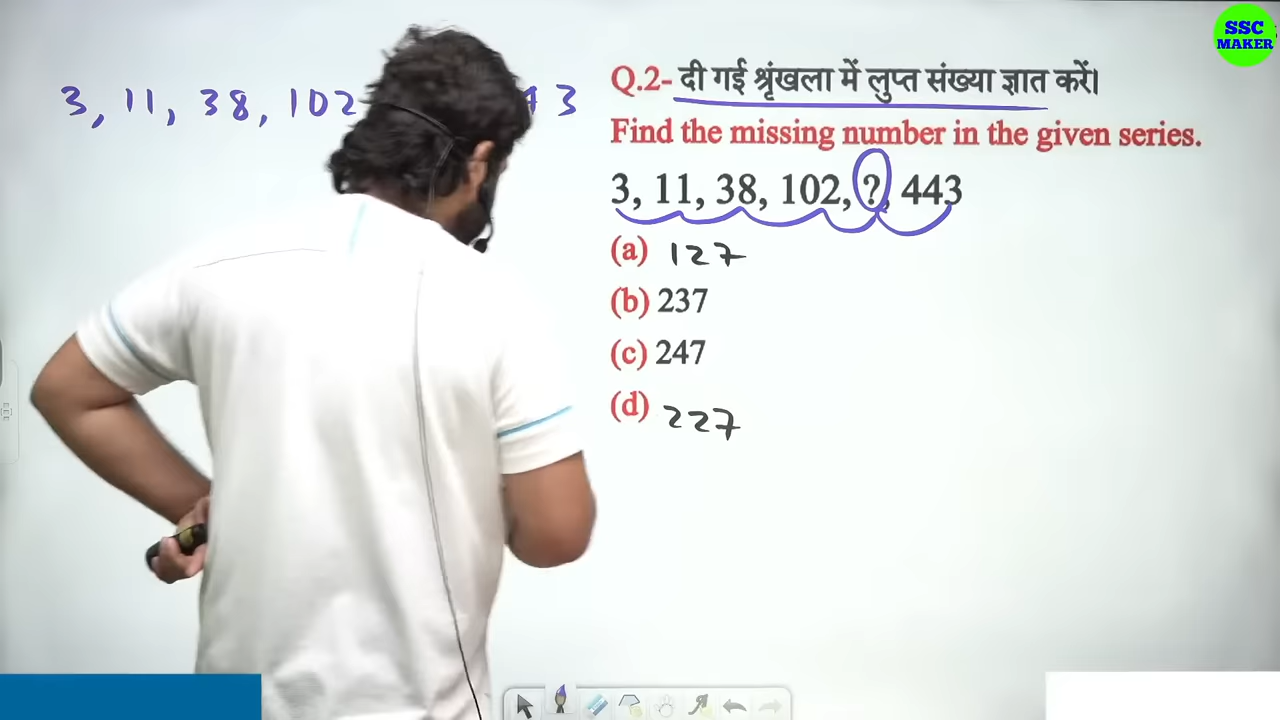 SSC
MAKER
3, 11, 38, 102
3
Q.2- दी गई श्रृंखला में लुप्त संख्या ज्ञात करें।
Find the missing number in the given series.
3, 11, 38, 102, ?, 443
(a) 127
(b) 237
(c) 247
(d) 227